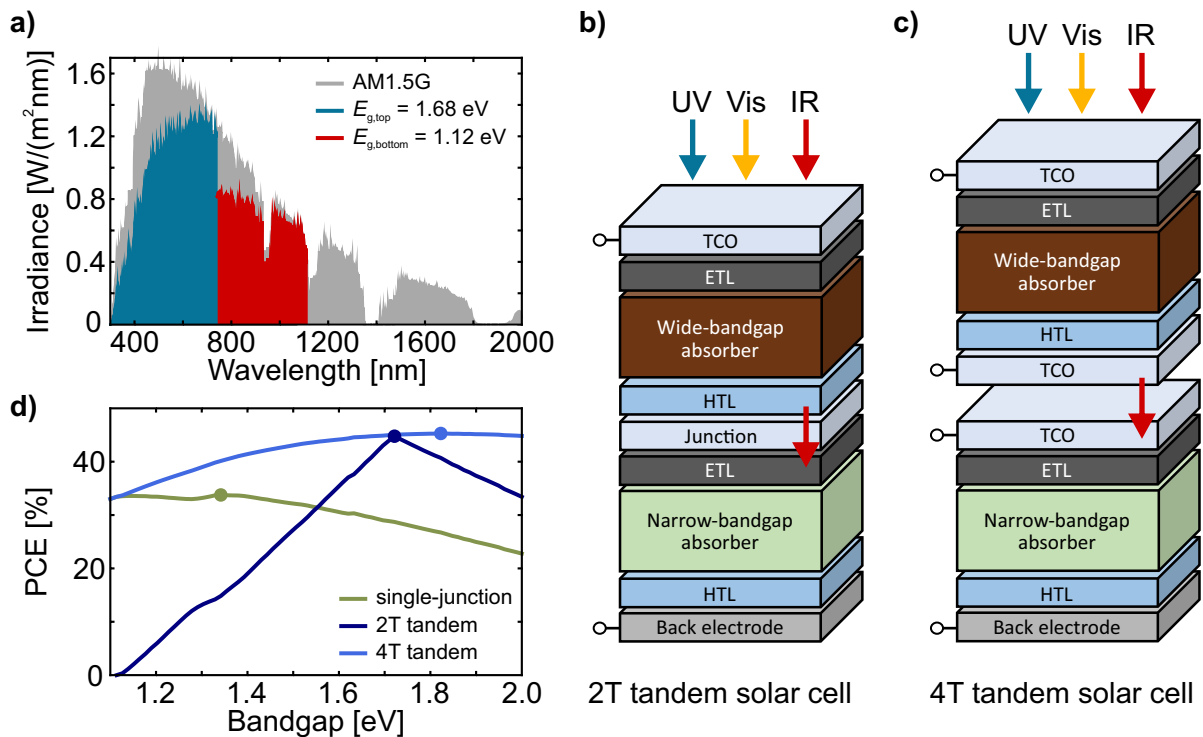 a)
Irradiance [W/(m²nm)]
1.6
1.2
0.8
0.4
0
400
800
1200
1600
2000
Wavelength [nm]
AM1.5G
E_g,top = 1.68 eV
E_g,bottom = 1.12 eV
b)
UV Vis IR
TCO
ETL
Wide-bandgap
absorber
HTL
Junction
ETL
Narrow-bandgap
absorber
HTL
Back electrode
2T tandem solar cell
c)
UV Vis IR
TCO
ETL
Wide-bandgap
absorber
HTL
TCO
TCO
ETL
Narrow-bandgap
absorber
HTL
Back electrode
4T tandem solar cell
d)
PCE [%]
40
20
0
1.2
1.4
1.6
1.8
2.0
Bandgap [eV]
single-junction
2T tandem
4T tandem